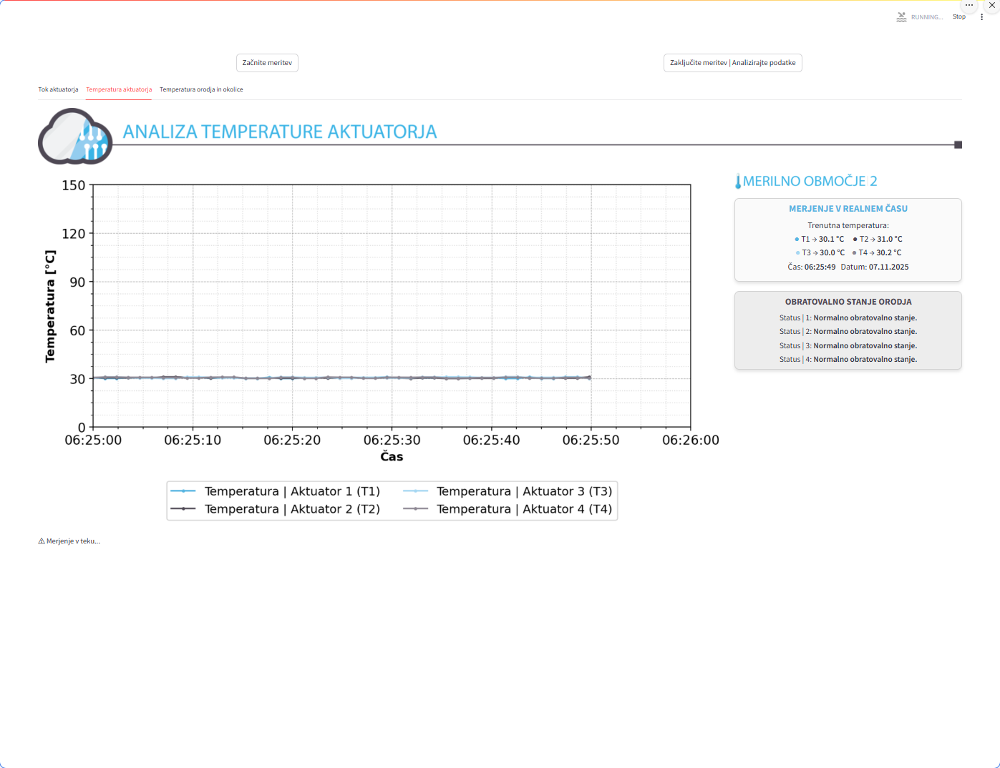 RUNNING...
Stop
Začnite meritev
Zaključite meritev | Analizirajte podatke
Tok aktuatorja
Temperatura aktuatorja
Temperatura orodja in okolice
ANALIZA TEMPERATURE AKTUATORJA
MERILNO OBMOČJE 2
MERJENJE V REALNEM ČASU
Trenutna temperatura:
T1 → 30.1 °C T2 → 31.0 °C
T3 → 30.0 °C T4 → 30.2 °C
Čas: 06:25:49 Datum: 07.11.2025
OBRATOVALNO STANJE ORODJA
Status | 1: Normalno obratovalno stanje.
Status | 2: Normalno obratovalno stanje.
Status | 3: Normalno obratovalno stanje.
Status | 4: Normalno obratovalno stanje.
Temperatura [°C]
150
120
90
60
30
0
06:25:00 06:25:10 06:25:20 06:25:30 06:25:40 06:25:50 06:26:00
Čas
Temperatura | Aktuator 1 (T1)
Temperatura | Aktuator 2 (T2)
Temperatura | Aktuator 3 (T3)
Temperatura | Aktuator 4 (T4)
⚠ Merjenje v teku...